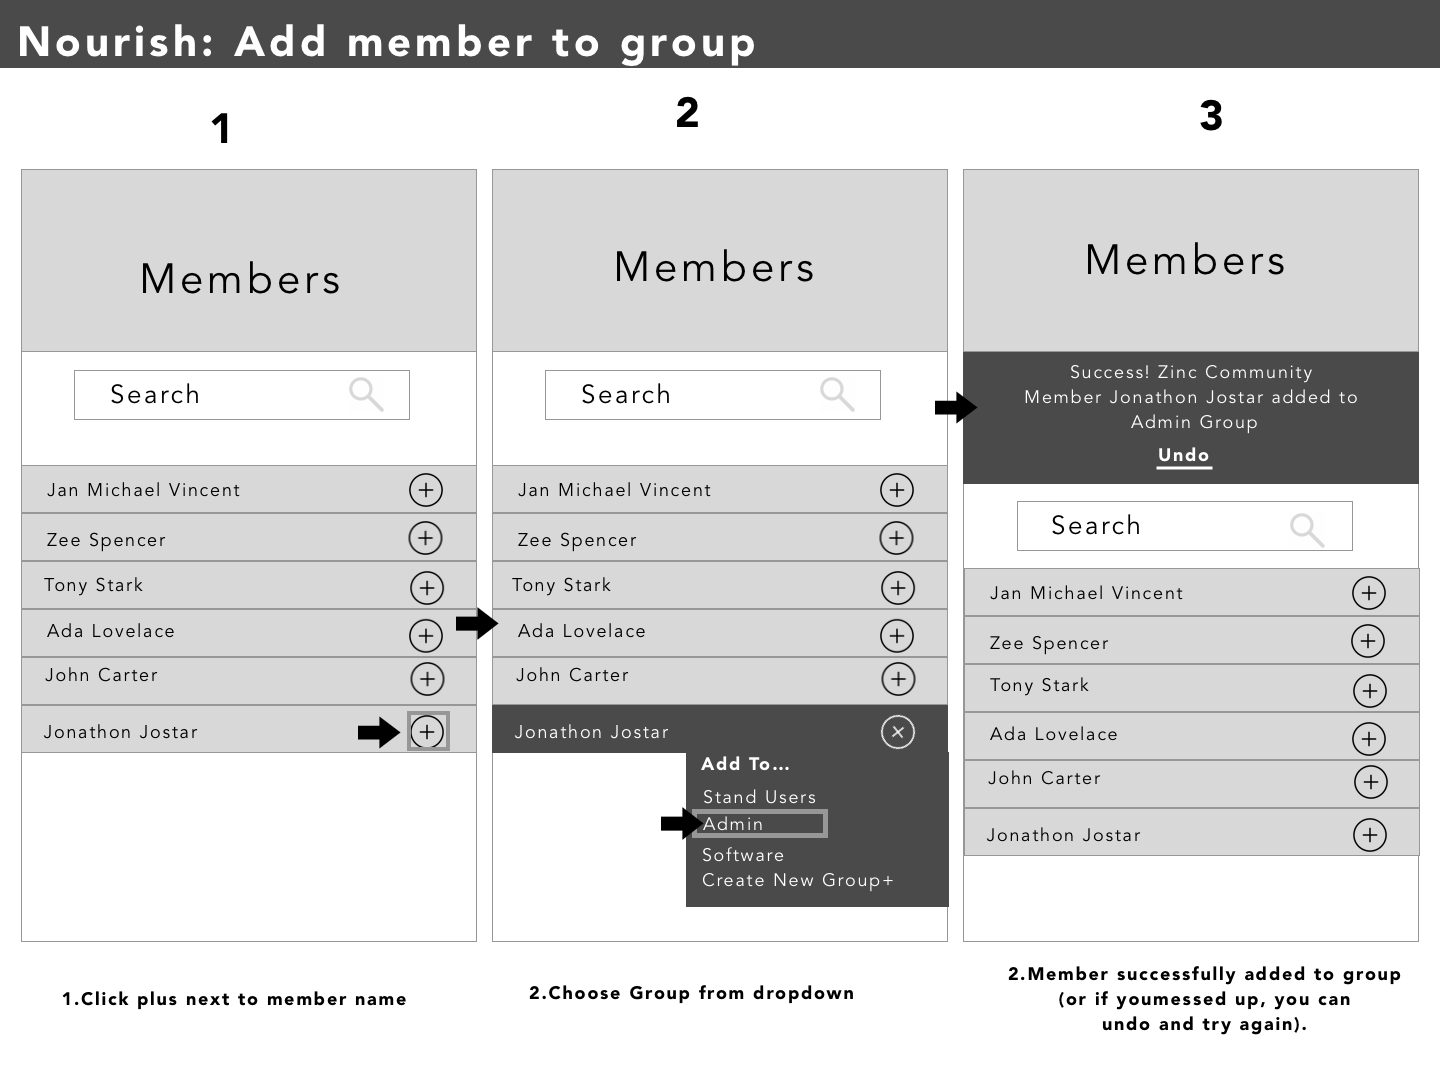 Nourish: Add member to group
1
Members
Search
Jan Michael Vincent
Zee Spencer
Tony Stark
Ada Lovelace
John Carter
Jonathon Jostar
1.Click plus next to member name
2
Members
Search
Jan Michael Vincent
Zee Spencer
Tony Stark
Ada Lovelace
John Carter
Jonathon Jostar
Add To...
Stand Users
Admin
Software
Create New Group+
2.Choose Group from dropdown
3
Members
Success! Zinc Community
Member Jonathon Jostar added to
Admin Group
Undo
Search
Jan Michael Vincent
Zee Spencer
Tony Stark
Ada Lovelace
John Carter
Jonathon Jostar
2.Member successfully added to group
(or if youmessed up, you can
undo and try again).